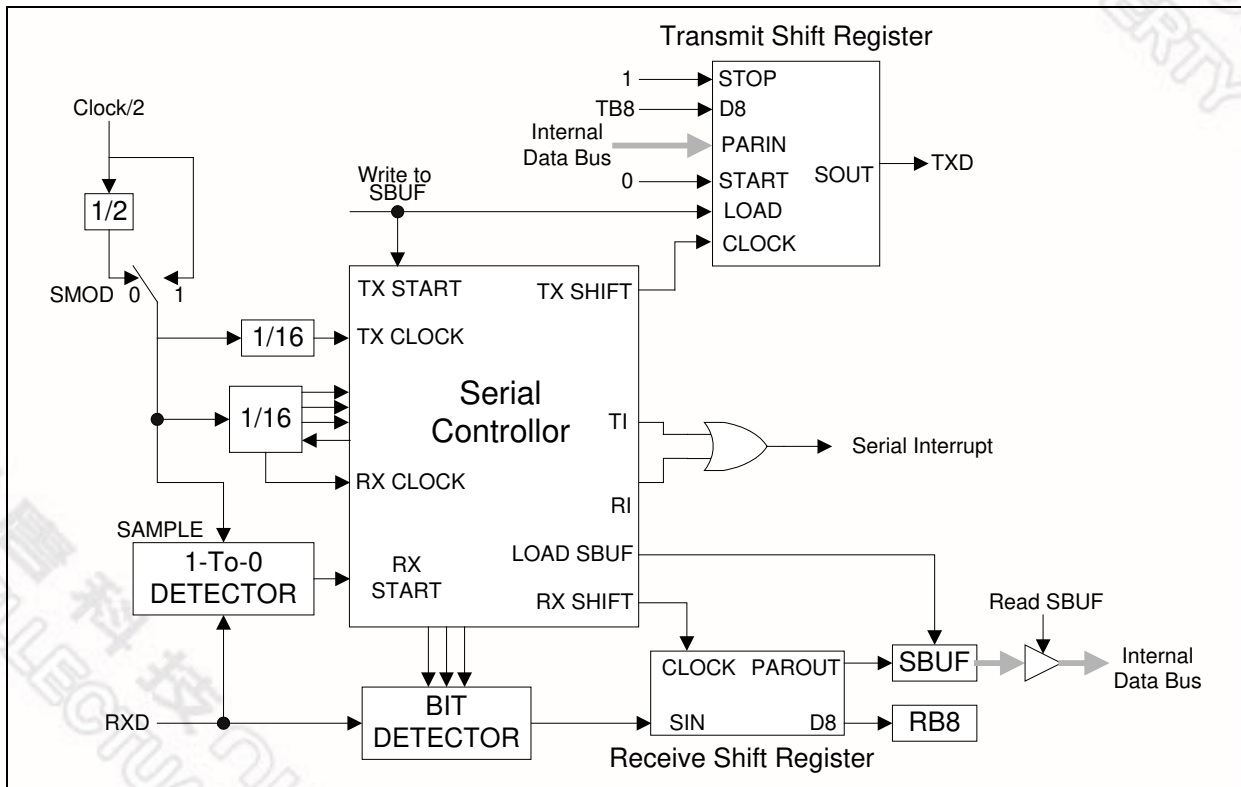 Transmit Shift Register
1
STOP
TB8
D8
Internal
Data Bus
PARIN
0
START
SOUT
TXD
LOAD
CLOCK
Clock/2
1/2
SMOD 0 1
Write to
SBUF
TX START
TX SHIFT
1/16
TX CLOCK
1/16
Serial
Controllor
TI
Serial Interrupt
RX CLOCK
RI
SAMPLE
1-To-0
DETECTOR
RX
START
LOAD SBUF
RX SHIFT
Read SBUF
CLOCK
PAROUT
SBUF
Internal
Data Bus
RXD
BIT
DETECTOR
SIN
D8
RB8
Receive Shift Register